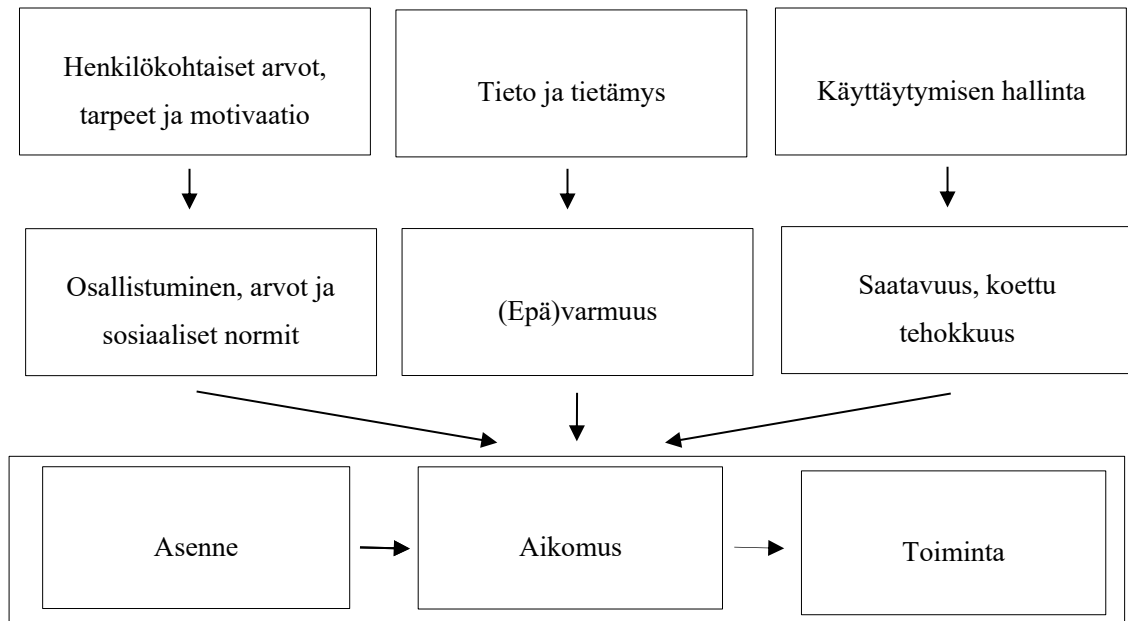 Henkilökohtaiset arvot,
tarpeet ja motivaatio
Tieto ja tietämys
Käyttäytymisen hallinta
Osallistuminen, arvot ja
sosiaaliset normit
(Epä)varmuus
Saatavuus, koettu
tehokkuus
Asenne
Aikomus
Toiminta